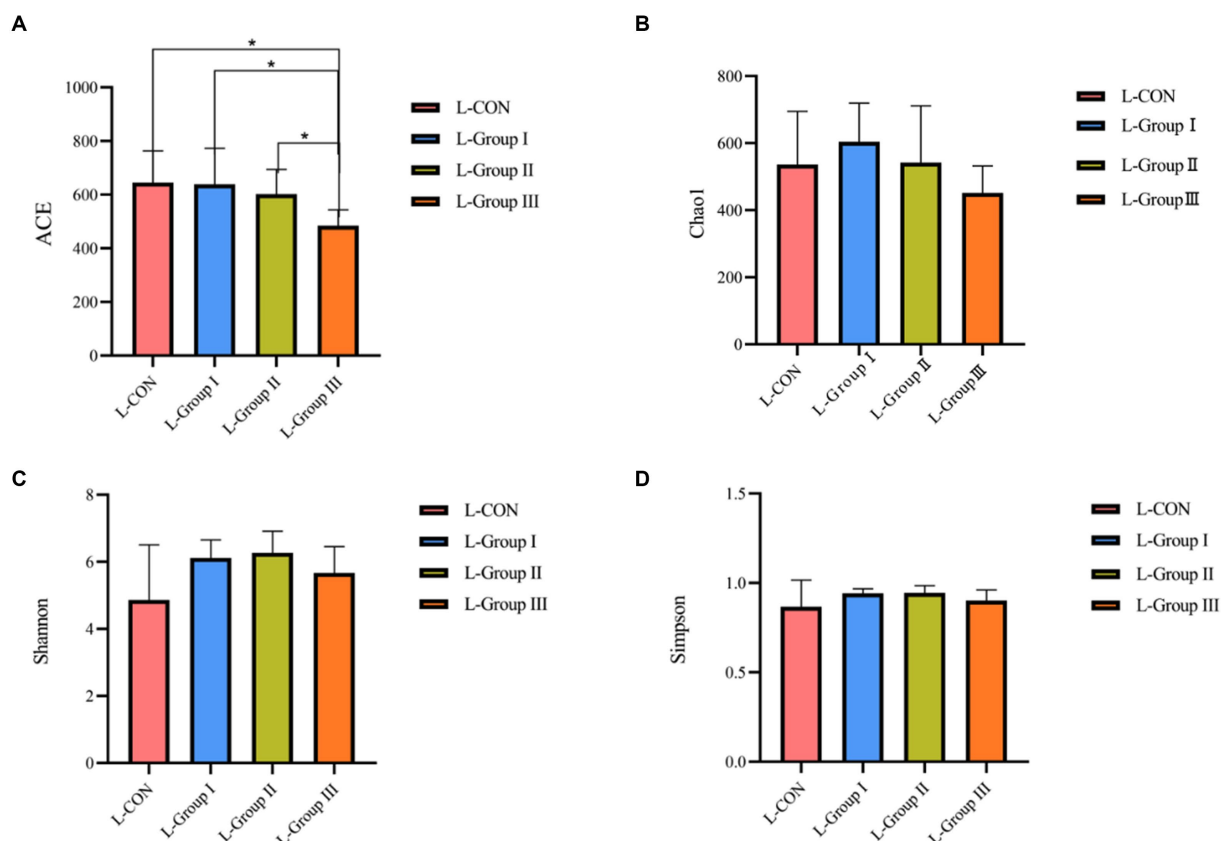 A
*
*
*
1000
800
600
400
200
0
ACE
L-CON
L-Group I
L-Group II
L-Group III
L-CON
L-Group I
L-Group II
L-Group III
B
800
600
400
200
0
Chao1
L-CON
L-Group Ⅰ
L-Group Ⅱ
L-GroupⅢ
L-CON
L-Group Ⅰ
L-Group Ⅱ
L-GroupⅢ
C
8
6
4
2
0
Shannon
L-CON
L-Group I
L-Group II
L-Group III
L-CON
L-Group I
L-Group II
L-Group III
D
1.5
1.0
0.5
0.0
Simpson
L-CON
L-Group I
L-Group II
L-Group III
L-CON
L-Group I
L-Group II
L-Group III